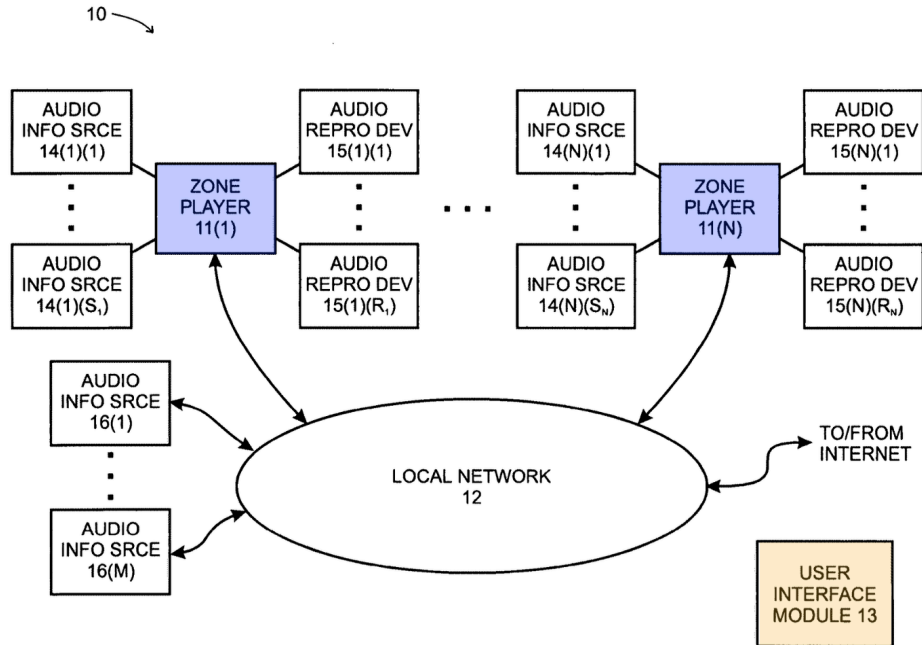 10
AUDIO
INFO SRCE
14(1)(1)
AUDIO
REPRO DEV
15(1)(1)
AUDIO
INFO SRCE
14(N)(1)
AUDIO
REPRO DEV
15(N)(1)
ZONE
PLAYER
11(1)
ZONE
PLAYER
11(N)
AUDIO
INFO SRCE
14(1)(S₁)
AUDIO
REPRO DEV
15(1)(R₁)
AUDIO
INFO SRCE
14(N)(S_N)
AUDIO
REPRO DEV
15(N)(R_N)
AUDIO
INFO SRCE
16(1)
TO/FROM
INTERNET
LOCAL NETWORK
12
AUDIO
INFO SRCE
16(M)
USER
INTERFACE
MODULE 13